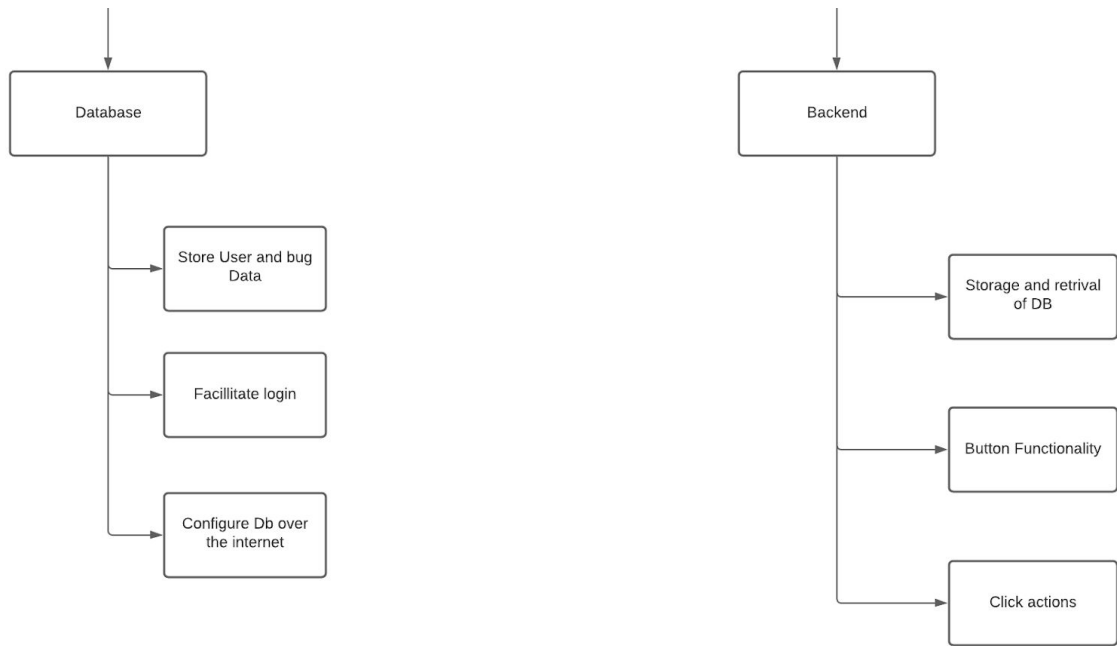 Database
Store User and bug
Data
Facillitate login
Configure Db over
the internet
Backend
Storage and retrival
of DB
Button Functionality
Click actions